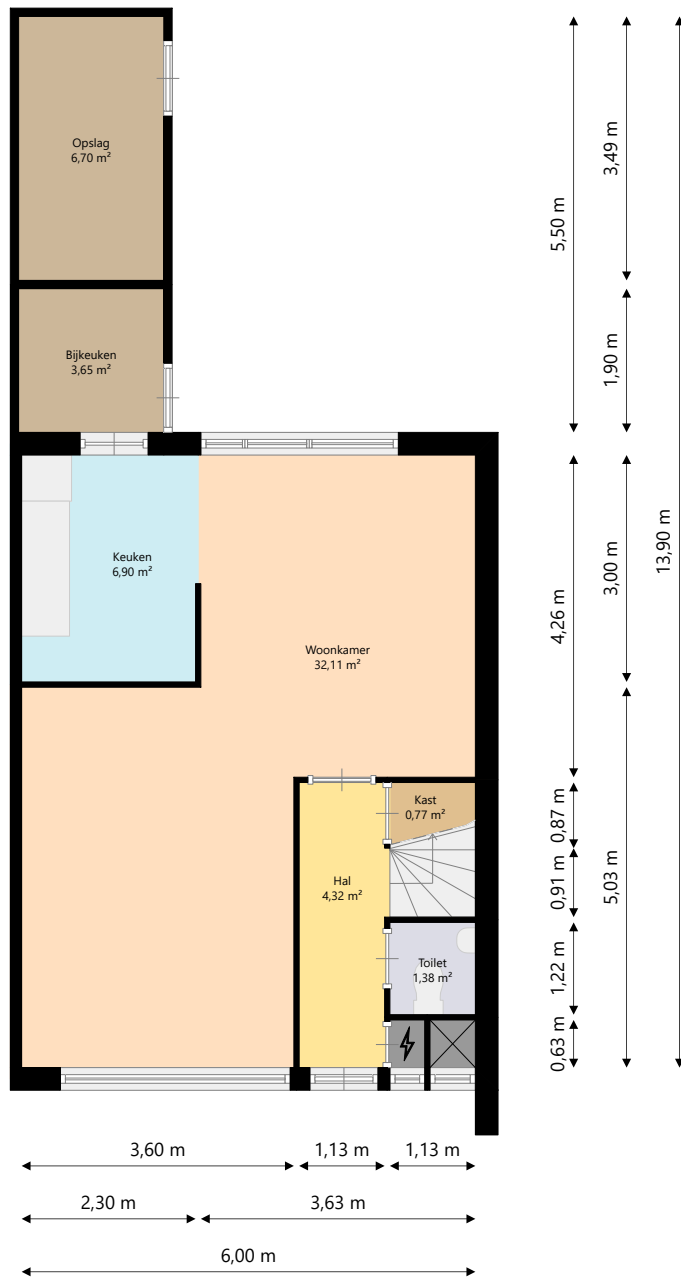 Opslag
6,70 m²
Bijkeuken
3,65 m²
Keuken
6,90 m²
Woonkamer
32,11 m²
Kast
0,77 m²
Hal
4,32 m²
Toilet
1,38 m²
3,49 m
5,50 m
1,90 m
13,90 m
3,00 m
4,26 m
0,87 m
5,03 m
0,91 m
1,22 m
0,63 m
3,60 m
1,13 m
1,13 m
2,30 m
3,63 m
6,00 m